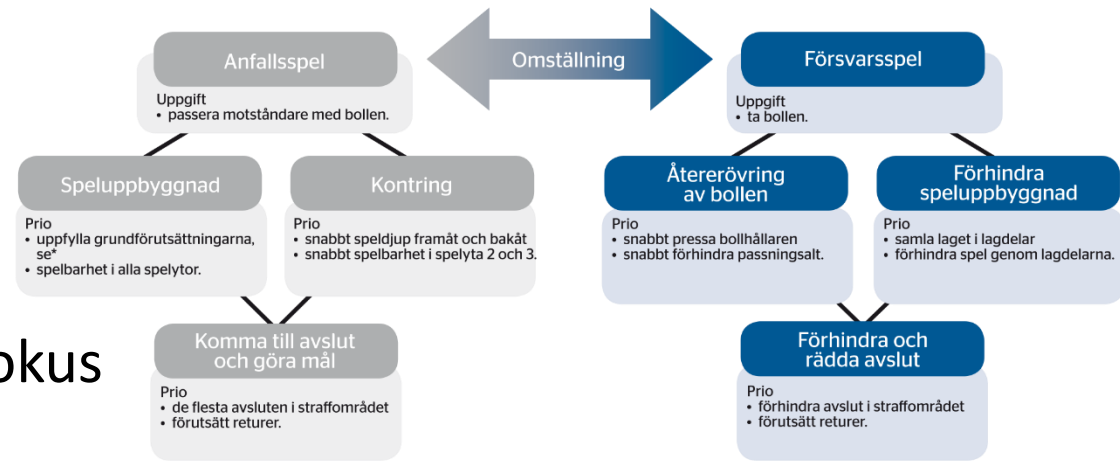 Anfallsspel
Uppgift
• passera motståndare med bollen.
Omställning
Försvarsspel
Uppgift
• ta bollen.
Speluppbyggnad
Prio
• uppfylla grundförutsättningarna,
se*
• spelbarhet i alla spelytor.
Kontring
Prio
• snabbt speldjup framåt och bakåt
• snabbt spelbarhet i spelyta 2 och 3.
Återerövring
av bollen
Prio
• snabbt pressa bollhållaren
• snabbt förhindra passningsalt.
Förhindra
speluppbyggnad
Prio
• samla laget i lagdelar
• förhindra spel genom lagdelarna.
okus
Komma till avslut
och göra mål
Prio
• de flesta avsluten i straffområdet
• förutsätt returer.
Förhindra och
rädda avslut
Prio
• förhindra avslut i straffområdet
• förutsätt returer.